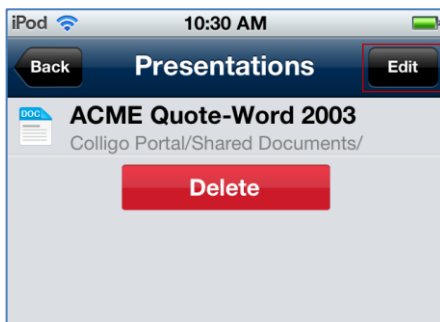 iPod 10:30 AM
Back Presentations Edit
DOC
ACME Quote-Word 2003
Colligo Portal/Shared Documents/
Delete